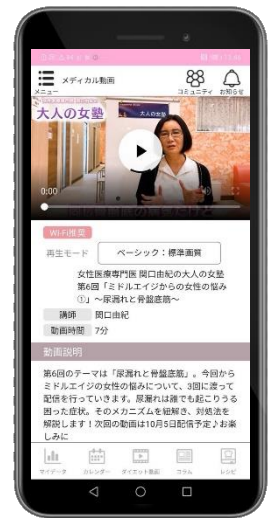 メディカル動画
メニュー
コミュニティ
お知らせ
大人の女塾
大人の女塾
0:00
Wi-Fi推奨
再生モード
ベーシック：標準画質
女性医療専門医 関口由紀の大人の女塾
第6回「ミドルエイジからの女性の悩み
①」～尿漏れと骨盤底筋～
講師
関口由紀
動画時間
7分
動画説明
第6回のテーマは「尿漏れと骨盤底筋」。今回から
ミドルエイジの女性の悩みについて、3回に渡って
配信を行っていきます。尿漏れは誰でも起こりうる
困った症状。そのメカニズムを紐解き、対処法を
解説します！次回の動画は10月5日配信予定♪お楽
しみに
マイデータ
カレンダー
ダイエット動画
コラム
レシピ